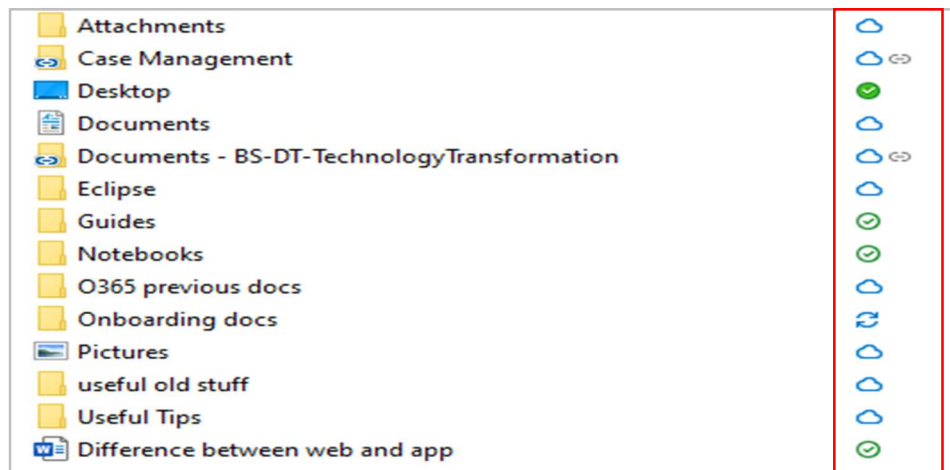 Attachments
Case Management
Desktop
Documents
Documents - BS-DT-TechnologyTransformation
Eclipse
Guides
Notebooks
O365 previous docs
Onboarding docs
Pictures
useful old stuff
Useful Tips
Difference between web and app